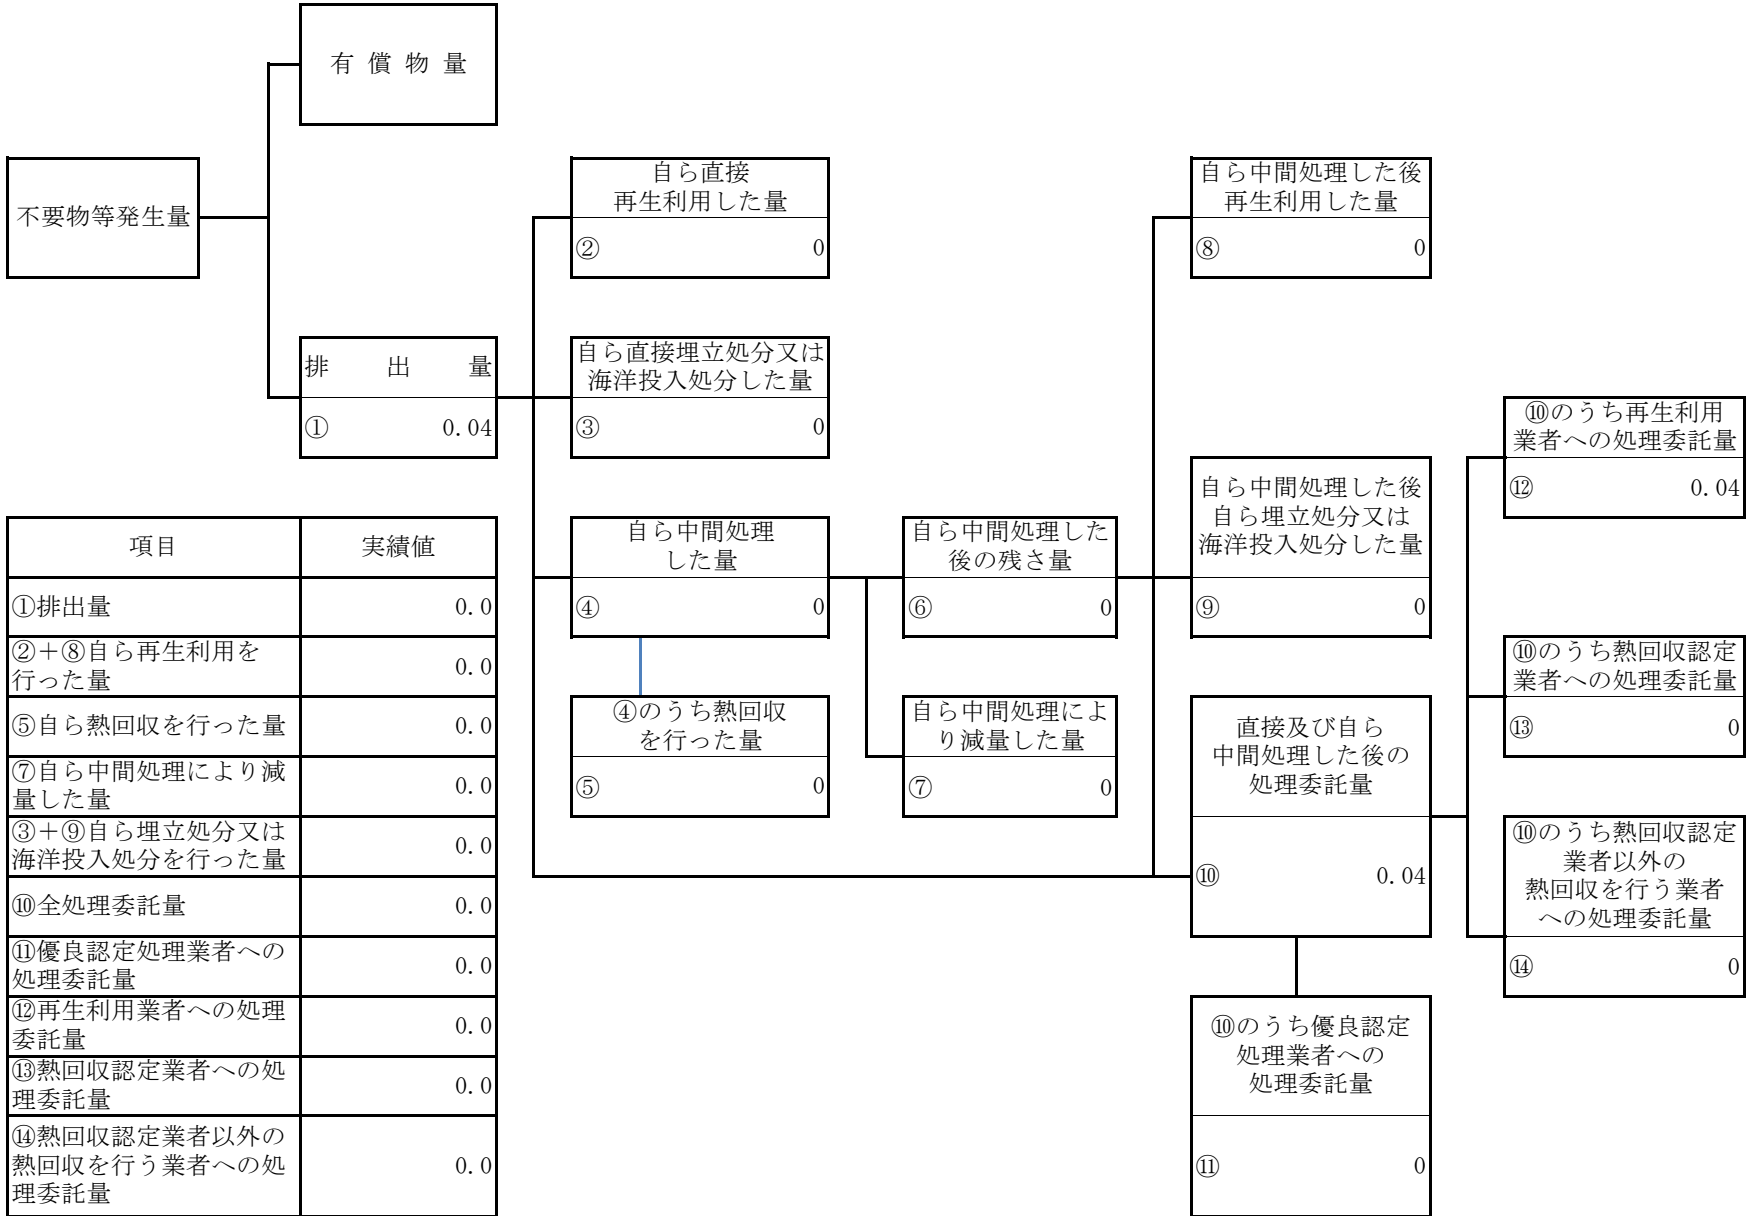 有 償 物 量
不要物等発生量
排 出 量
① 0.04
自ら直接
再生利用した量
② 0
自ら直接埋立処分又は
海洋投入処分した量
③ 0
自ら中間処理
した量
④ 0
④のうち熱回収
を行った量
⑤ 0
自ら中間処理した
後の残さ量
⑥ 0
自ら中間処理によ
り減量した量
⑦ 0
自ら中間処理した後
再生利用した量
⑧ 0
自ら中間処理した後
自ら埋立処分又は
海洋投入処分した量
⑨ 0
直接及び自ら
中間処理した後の
処理委託量
⑩ 0.04
⑩のうち優良認定
処理業者への
処理委託量
⑪ 0
⑩のうち再生利用
業者への処理委託量
⑫ 0.04
⑩のうち熱回収認定
業者への処理委託量
⑬ 0
⑩のうち熱回収認定
業者以外の
熱回収を行う業者
への処理委託量
⑭ 0
項目 実績値
①排出量 0.0
②＋⑧自ら再生利用を
行った量 0.0
⑤自ら熱回収を行った量 0.0
⑦自ら中間処理により減
量した量 0.0
③＋⑨自ら埋立処分又は
海洋投入処分を行った量 0.0
⑩全処理委託量 0.0
⑪優良認定処理業者への
処理委託量 0.0
⑫再生利用業者への処理
委託量 0.0
⑬熱回収認定業者への処
理委託量 0.0
⑭熱回収認定業者以外の
熱回収を行う業者への処
理委託量 0.0